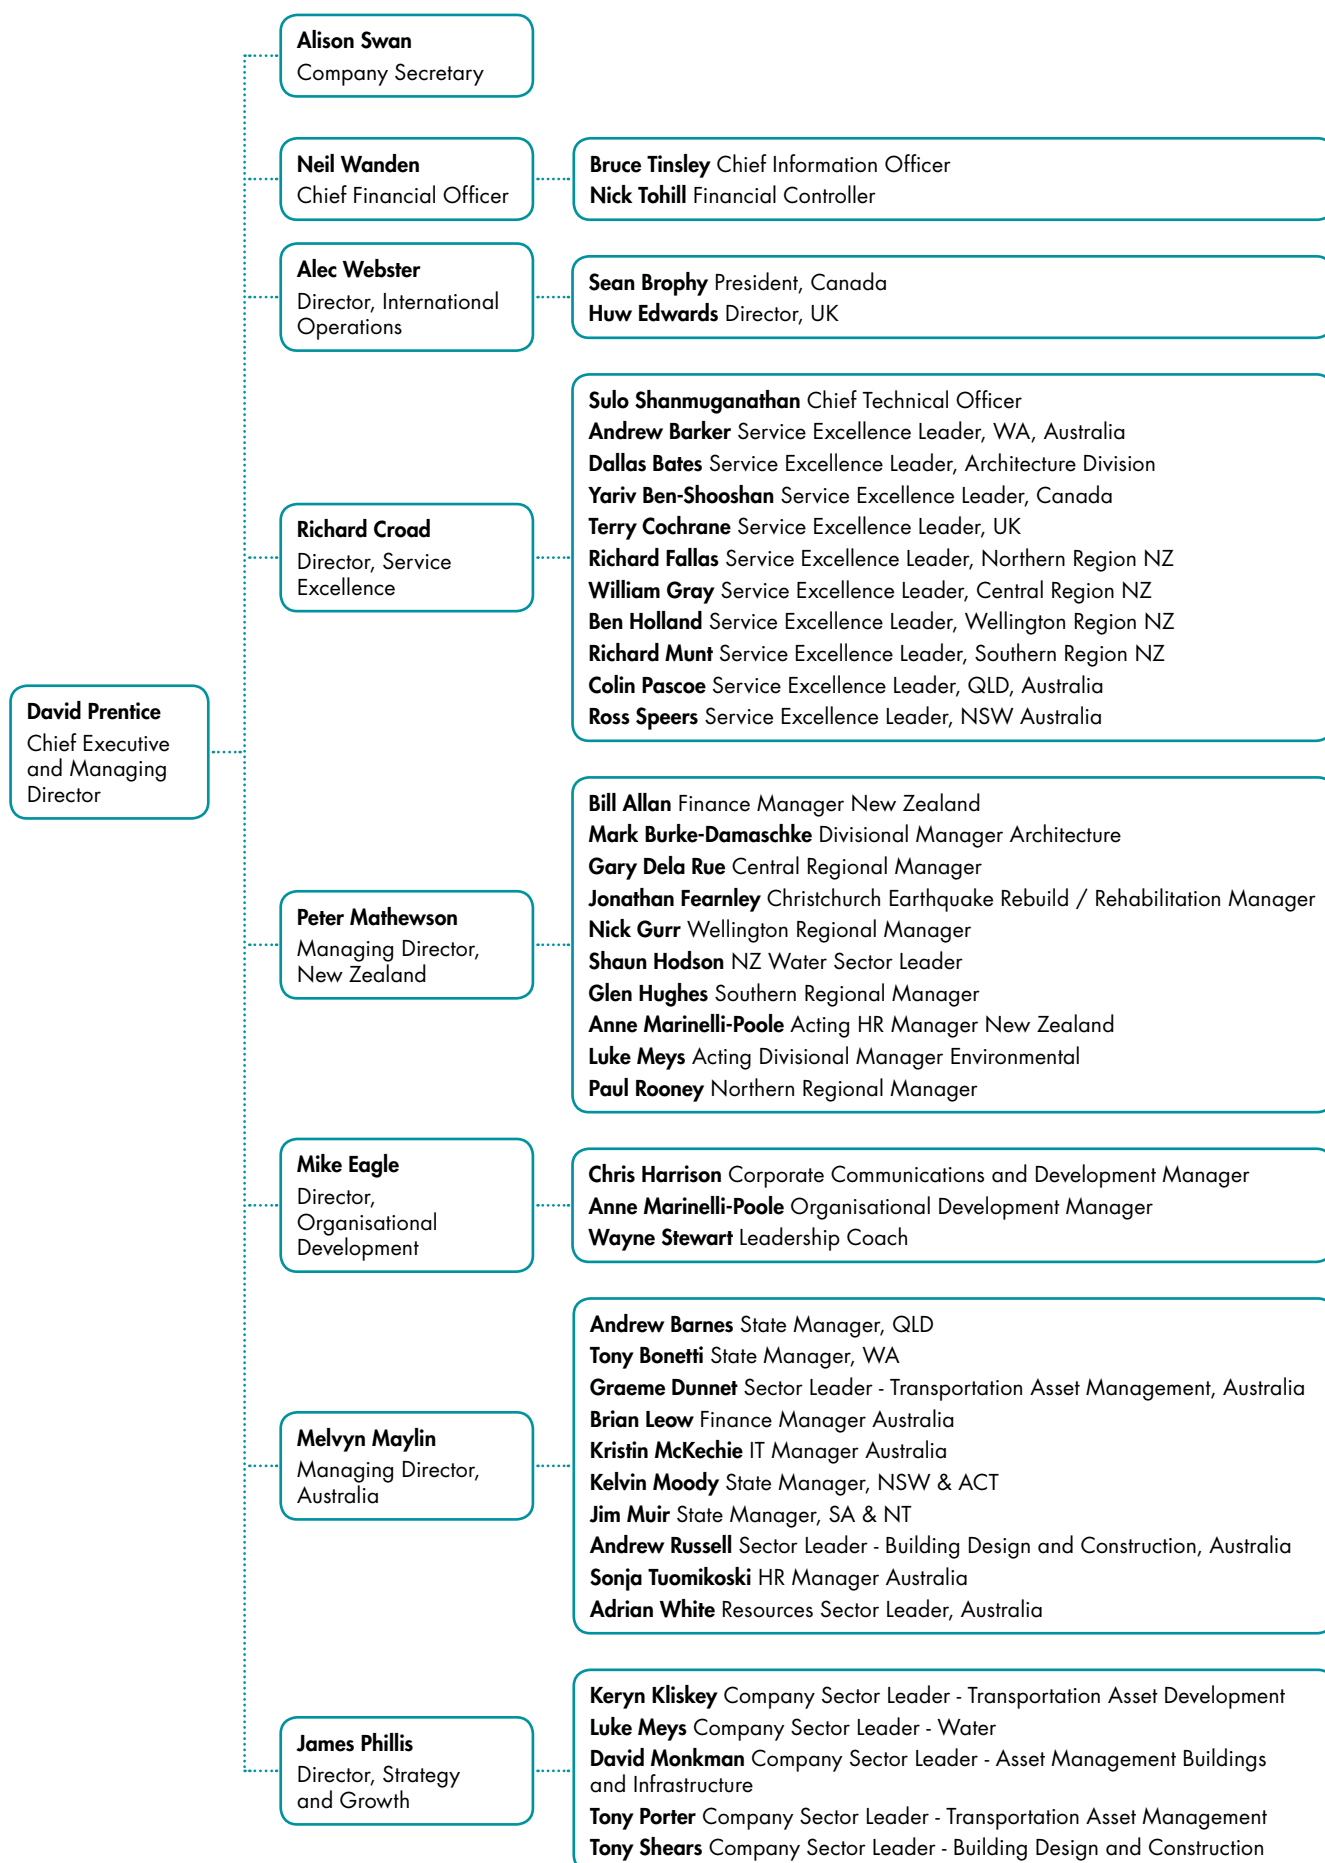 Alison Swan
Company Secretary
Neil Wanden
Chief Financial Officer
Bruce Tinsley Chief Information Officer
Nick Tohill Financial Controller
Alec Webster
Director, International
Operations
Sean Brophy President, Canada
Huw Edwards Director, UK
Richard Croad
Director, Service
Excellence
Sulo Shanmuganathan Chief Technical Officer
Andrew Barker Service Excellence Leader, WA, Australia
Dallas Bates Service Excellence Leader, Architecture Division
Yariv Ben-Shooshan Service Excellence Leader, Canada
Terry Cochrane Service Excellence Leader, UK
Richard Fallas Service Excellence Leader, Northern Region NZ
William Gray Service Excellence Leader, Central Region NZ
Ben Holland Service Excellence Leader, Wellington Region NZ
Richard Munt Service Excellence Leader, Southern Region NZ
Colin Pascoe Service Excellence Leader, QLD, Australia
Ross Speers Service Excellence Leader, NSW Australia
David Prentice
Chief Executive
and Managing
Director
Peter Mathewson
Managing Director,
New Zealand
Bill Allan Finance Manager New Zealand
Mark Burke-Damaschke Divisional Manager Architecture
Gary Dela Rue Central Regional Manager
Jonathan Fearnley Christchurch Earthquake Rebuild / Rehabilitation Manager
Nick Gurr Wellington Regional Manager
Shaun Hodson NZ Water Sector Leader
Glen Hughes Southern Regional Manager
Anne Marinelli-Poole Acting HR Manager New Zealand
Luke Meys Acting Divisional Manager Environmental
Paul Rooney Northern Regional Manager
Mike Eagle
Director,
Organisational
Development
Chris Harrison Corporate Communications and Development Manager
Anne Marinelli-Poole Organisational Development Manager
Wayne Stewart Leadership Coach
Melvyn Maylin
Managing Director,
Australia
Andrew Barnes State Manager, QLD
Tony Bonetti State Manager, WA
Graeme Dunnet Sector Leader - Transportation Asset Management, Australia
Brian Leow Finance Manager Australia
Kristin McKechie IT Manager Australia
Kelvin Moody State Manager, NSW & ACT
Jim Muir State Manager, SA & NT
Andrew Russell Sector Leader - Building Design and Construction, Australia
Sonja Tuomikoski HR Manager Australia
Adrian White Resources Sector Leader, Australia
James Phillis
Director, Strategy
and Growth
Keryn Kliskey Company Sector Leader - Transportation Asset Development
Luke Meys Company Sector Leader - Water
David Monkman Company Sector Leader - Asset Management Buildings
and Infrastructure
Tony Porter Company Sector Leader - Transportation Asset Management
Tony Shears Company Sector Leader - Building Design and Construction